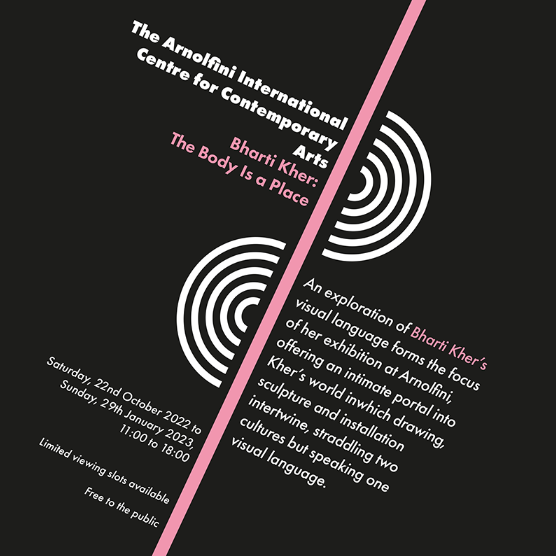 The Arnolfini International
Centre for Contemporary
Arts
Bharti Kher:
The Body Is a Place
An exploration of Bharti Kher's
visual language forms the focus
of her exhibition at Arnolfini,
offering an intimate portal into
Kher's world inwhich drawing,
sculpture and installation
intertwine, straddling two
cultures but speaking one
visual language.
Saturday, 22nd October 2022 to
Sunday, 29th January 2023,
11:00 to 18:00
Limited viewing slots available
Free to the public